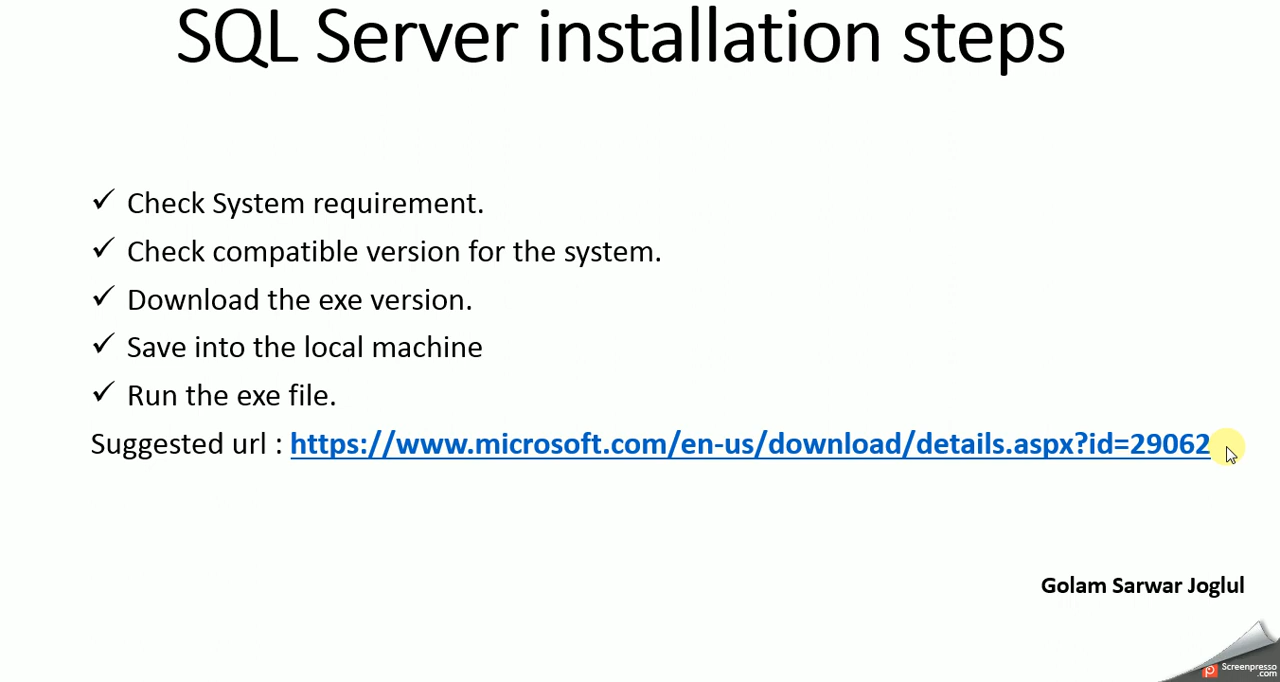 SQL Server installation steps
✓ Check System requirement.
✓ Check compatible version for the system.
✓ Download the exe version.
✓ Save into the local machine
✓ Run the exe file.
Suggested url : https://www.microsoft.com/en-us/download/details.aspx?id=29062
Golam Sarwar Joglul
Screenpresso
.com